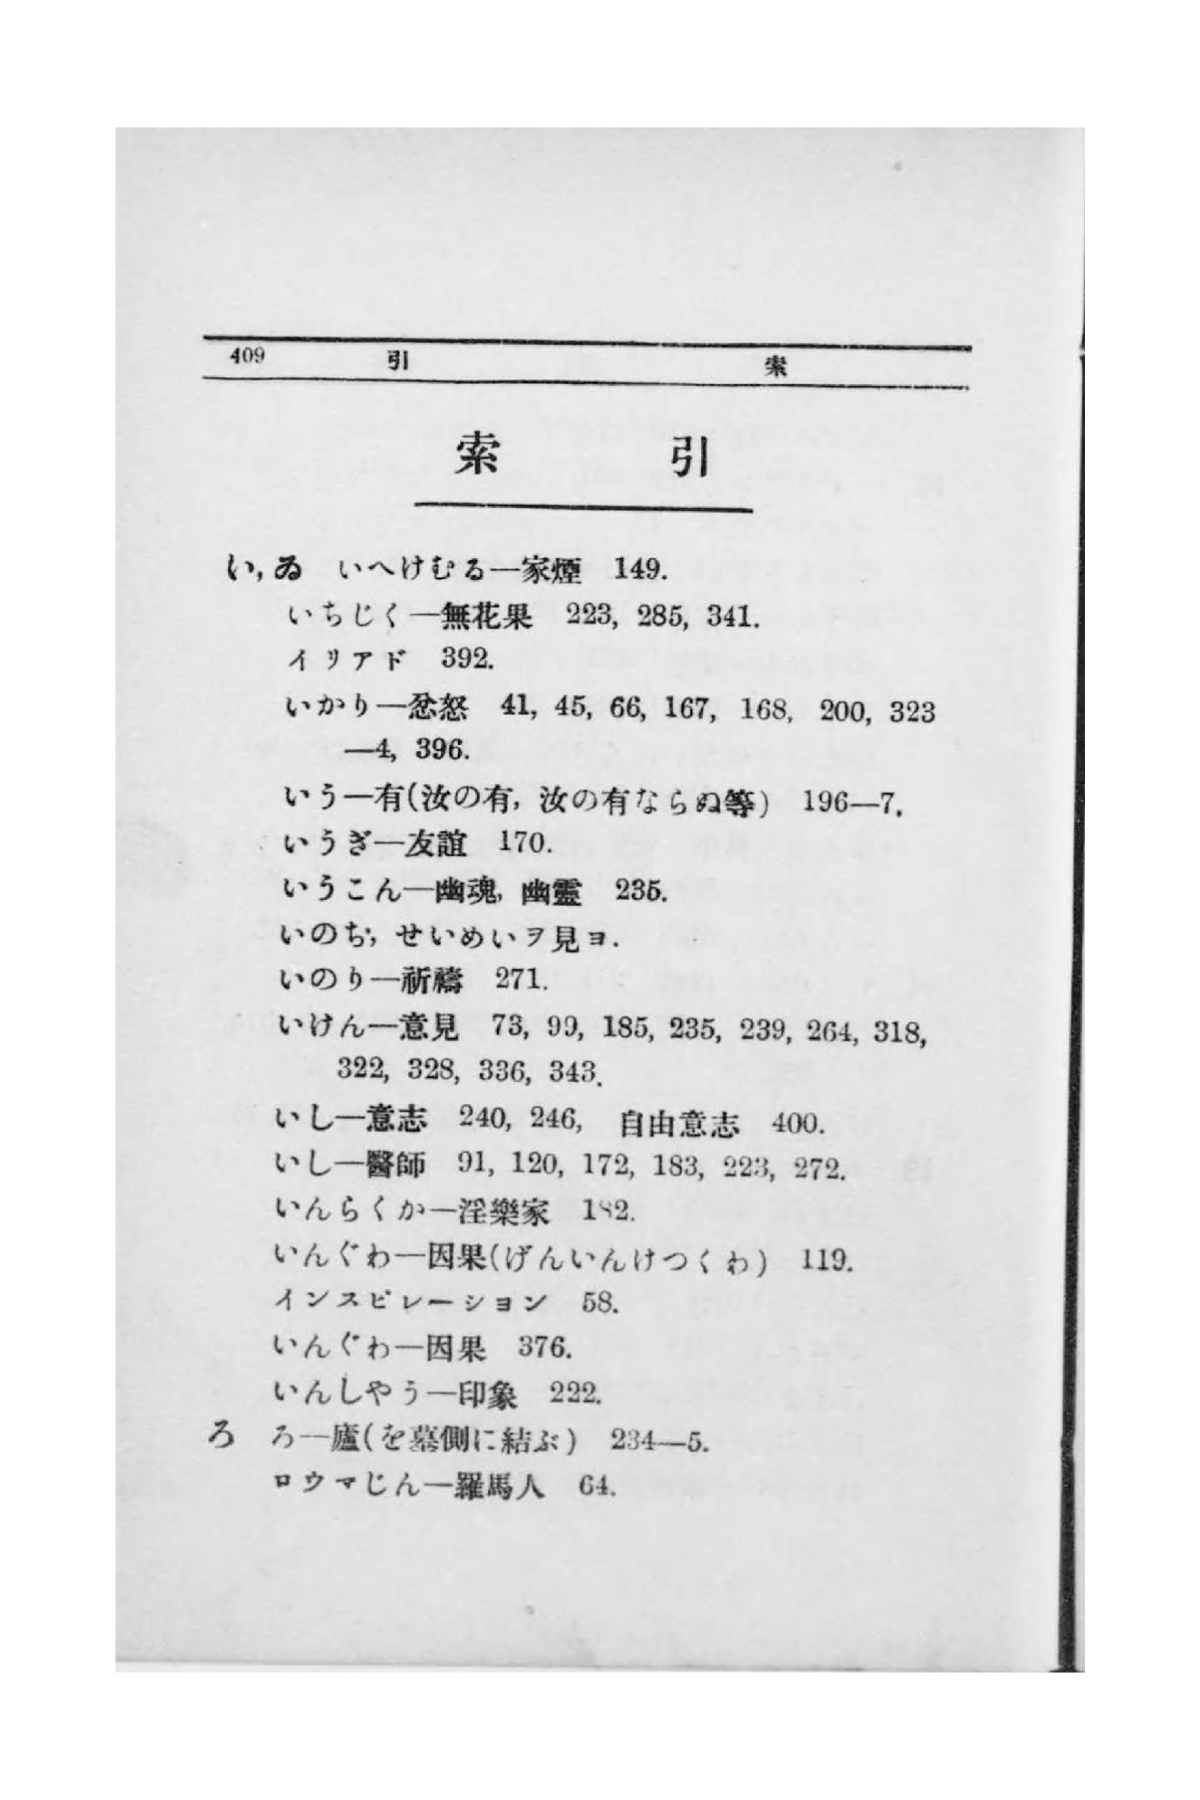 409 引 索
索 引
い, ゐ いへけむる—家煙 149.
いちじく—無花果 223, 285, 341.
イリアド 392.
いかり—忿怒 41, 45, 66, 167, 168, 200, 323
—4, 396.
いう—有(汝の有, 汝の有ならぬ等) 196—7.
いうぎ—友誼 170.
いうこん—幽魂, 幽靈 235.
いのち, せいめいヲ見ヨ.
いのり—祈禱 271.
いけん—意見 73, 99, 185, 235, 239, 264, 318,
322, 328, 336, 343.
いし—意志 240, 246, 自由意志 400.
いし—醫師 91, 120, 172, 183, 223, 272.
いんらくか—淫樂家 182.
いんぐわ—因果(げんいんけつくわ) 119.
インスピレーション 58.
いんぐわ—因果 376.
いんしやう—印象 222.
ろ ろ—廬(を墓側に結ぶ) 234—5.
ロウマじん—羅馬人 64.